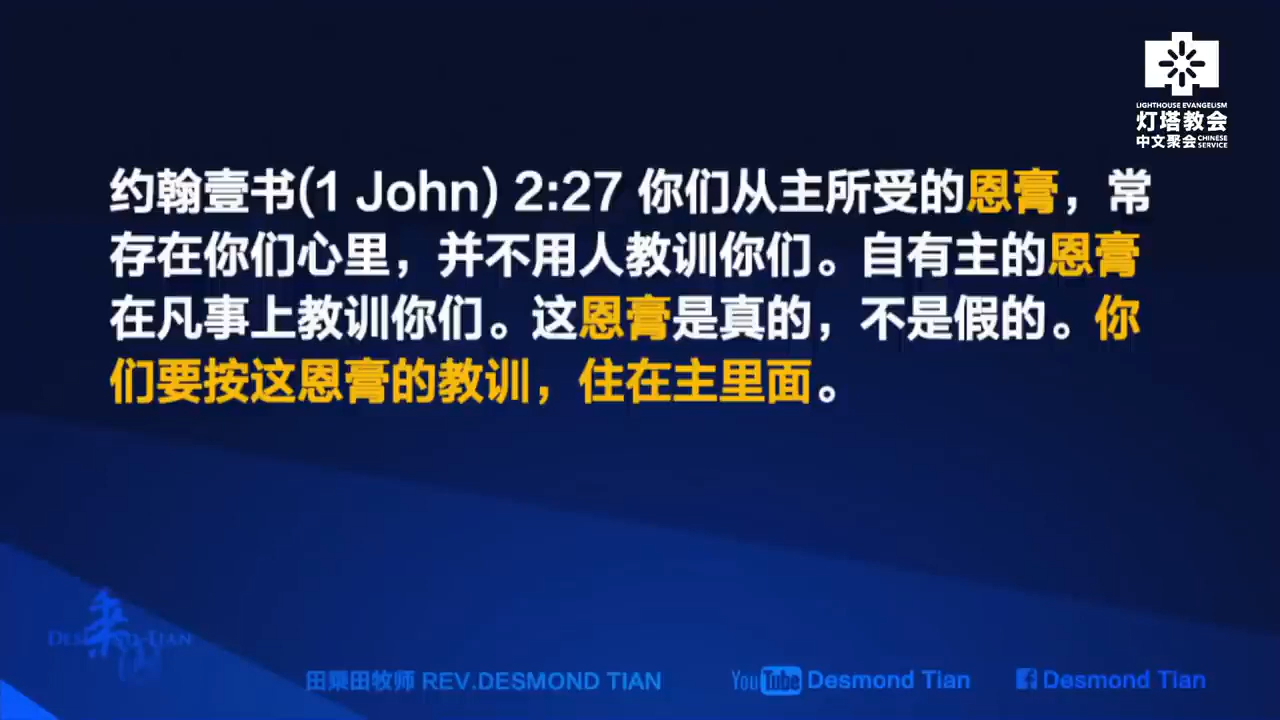 LIGHTHOUSE EVANGELISM
灯塔教会
中文聚会 CHINESE SERVICE
约翰壹书(1 John) 2:27 你们从主所受的恩膏，常
存在你们心里，并不用人教训你们。自有主的恩膏
在凡事上教训你们。这恩膏是真的，不是假的。你
们要按这恩膏的教训，住在主里面。
DESMOND TIAN
田乘田牧师 REV.DESMOND TIAN
YouTube Desmond Tian
Desmond Tian